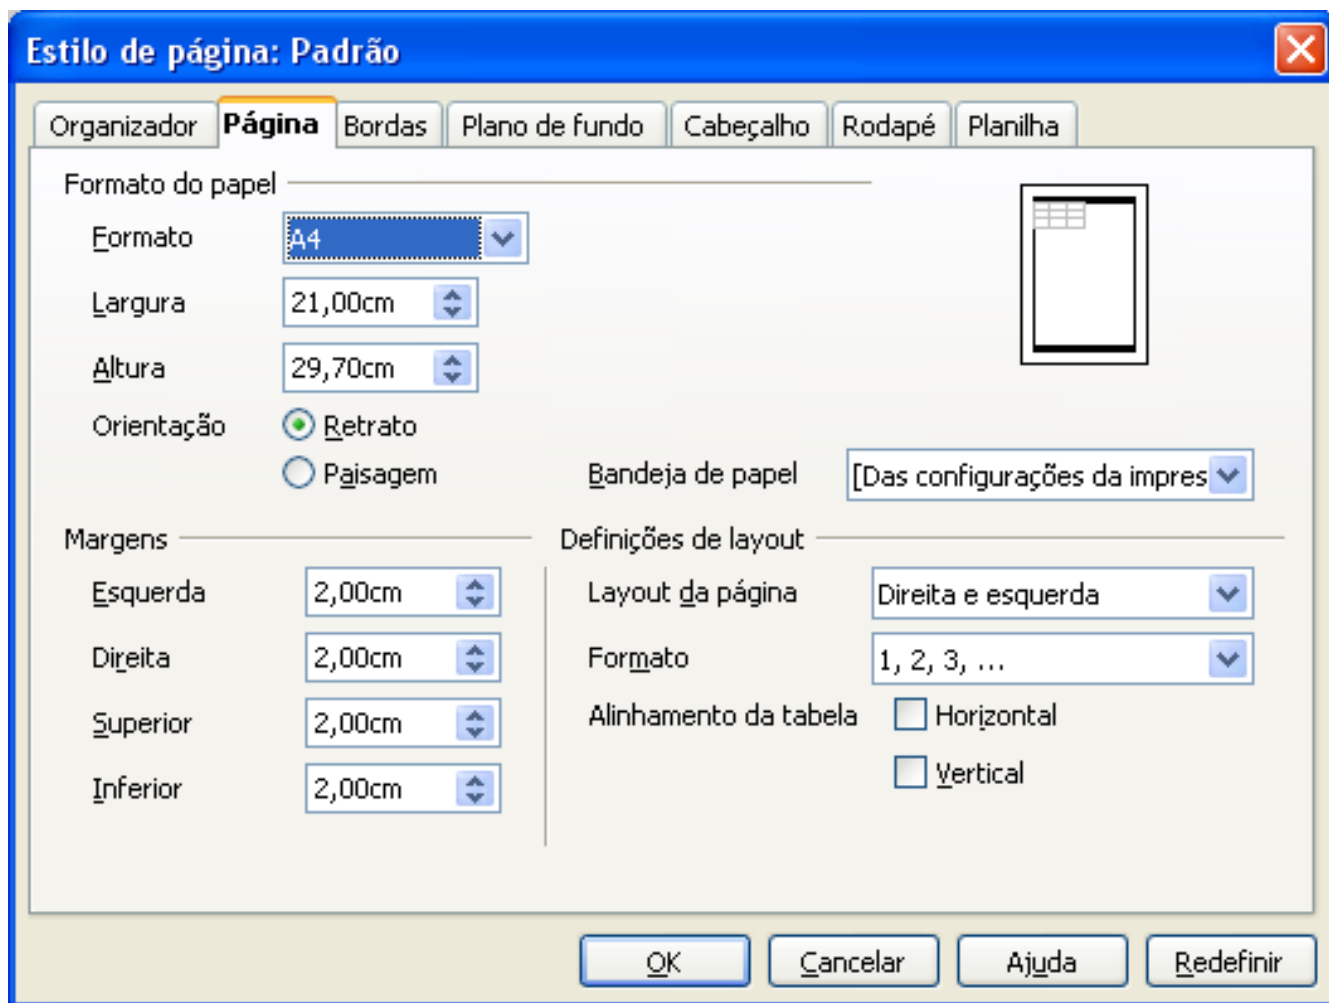 Estilo de página: Padrão
Organizador Página Bordas Plano de fundo Cabeçalho Rodapé Planilha
Formato do papel
Formato A4
Largura 21,00cm
Altura 29,70cm
Orientação Retrato
Paisagem Bandeja de papel [Das configurações da impres
Margens Definições de layout
Esquerda 2,00cm Layout da página Direita e esquerda
Direita 2,00cm Formato 1, 2, 3, ...
Superior 2,00cm Alinhamento da tabela Horizontal
Inferior 2,00cm Vertical
OK Cancelar Ajuda Redefinir